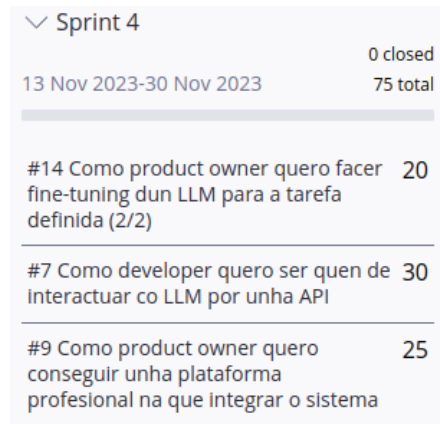 Sprint 4
0 closed
13 Nov 2023-30 Nov 2023 75 total
#14 Como product owner quero facer 20
fine-tuning dun LLM para a tarefa
definida (2/2)
#7 Como developer quero ser quen de 30
interactuar co LLM por unha API
#9 Como product owner quero 25
conseguir unha plataforma
profesional na que integrar o sistema